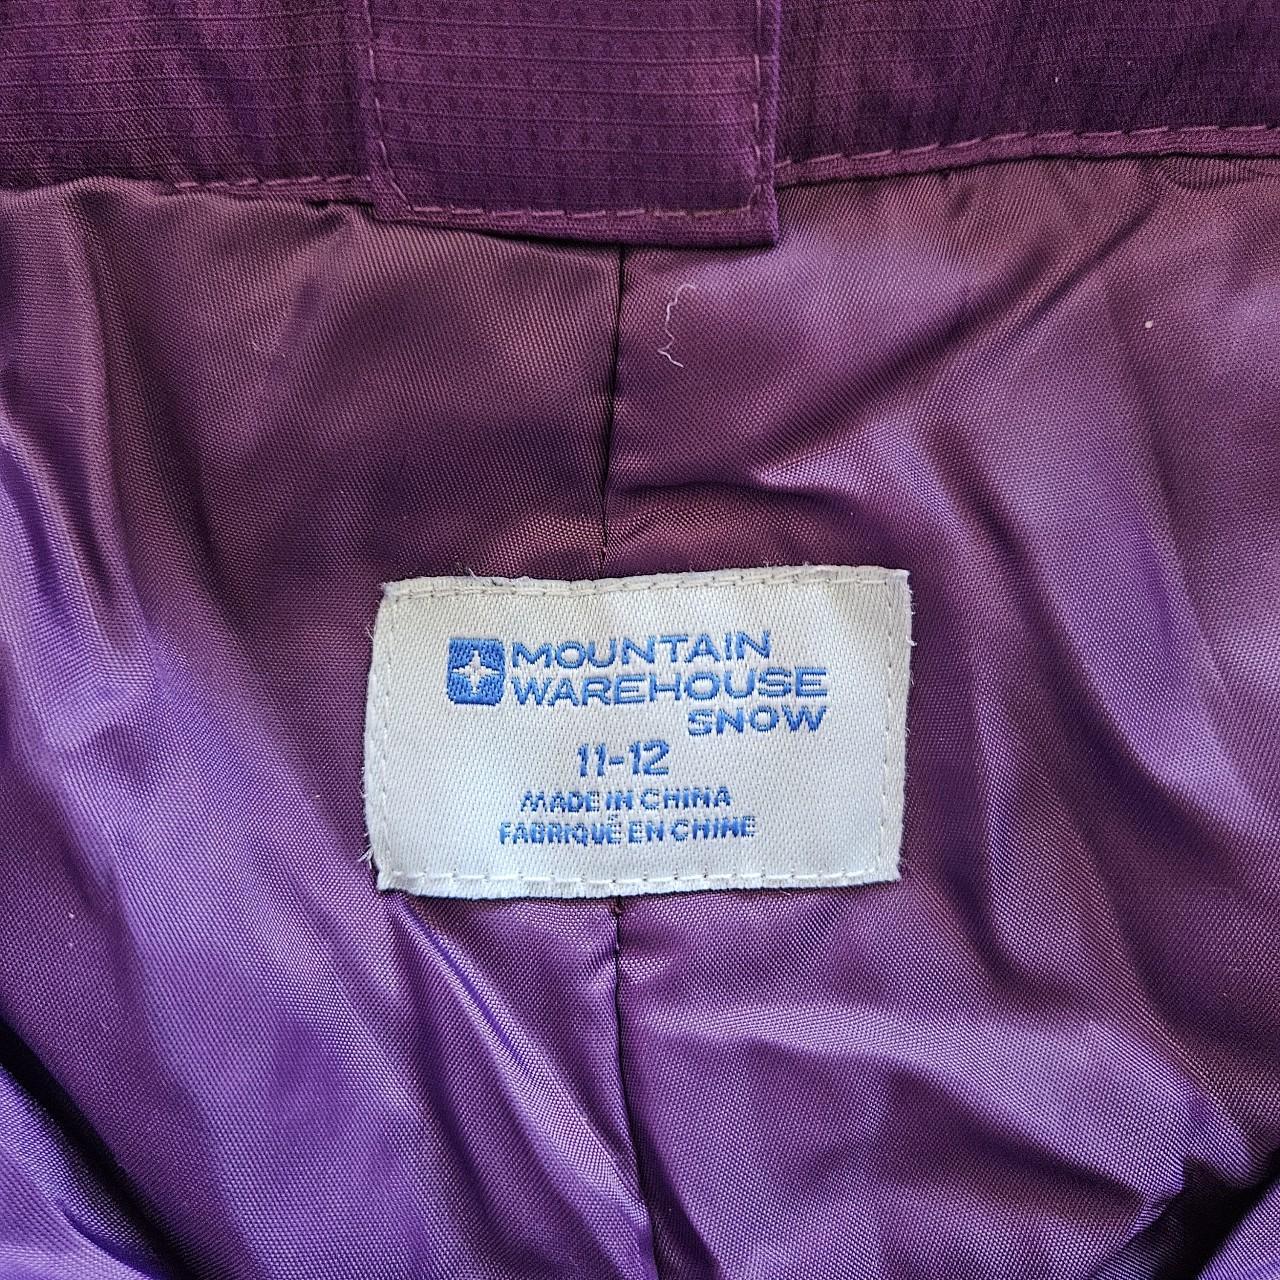 MOUNTAIN
WAREHOUSE
SNOW
11-12
MADE IN CHINA
FABRIQUÉ EN CHINE